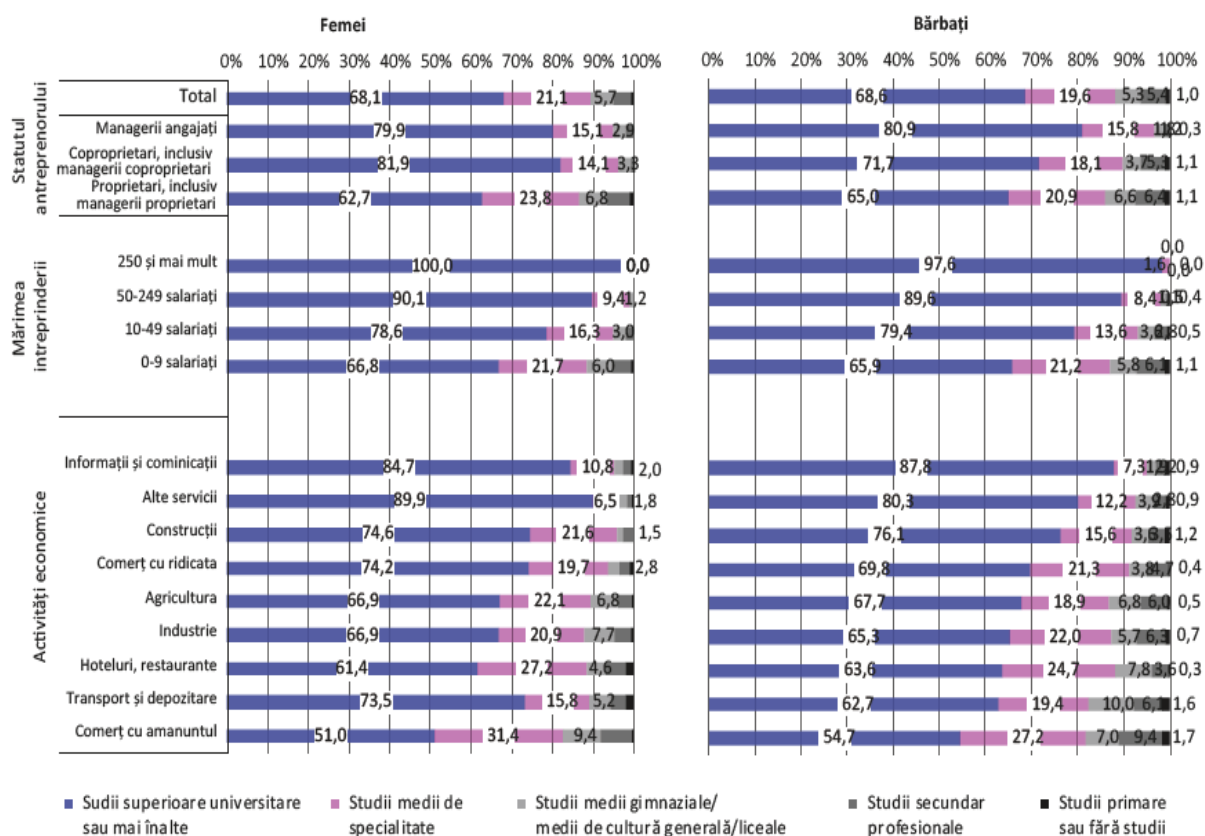 Femei
Bărbați
0% 10% 20% 30% 40% 50% 60% 70% 80% 90% 100%
0% 10% 20% 30% 40% 50% 60% 70% 80% 90% 100%
Statutul
antreprenorului
Total 68,1 21,1 5,7 68,6 19,6 5,3 5,4 1,0
Managerii angajați 79,9 15,1 2,9 80,9 15,8 0,3
Coproprietari, inclusiv
managerii coproprietari 81,9 14,1 3,3 71,7 18,1 3,7 1,1
Proprietari, inclusiv
managerii proprietari 62,7 23,8 6,8 65,0 20,9 6,6 6,4 1,1
Mărimea
intreprinderii
0,0
250 și mai mult 100,0 0,0 97,6 1,6 0,0
0,0
50-249 salariați 90,1 9,4 1,2 89,6 8,4 0,4
10-49 salariați 78,6 16,3 3,0 79,4 13,6 0,5
0-9 salariați 66,8 21,7 6,0 65,9 21,2 5,8 6,1 1,1
Activități economice
Informații și cominicații 84,7 10,8 2,0 87,8 7,3 0,9
Alte servicii 89,9 6,5 1,8 80,3 12,2 0,9
Construcții 74,6 21,6 1,5 76,1 15,6 1,2
Comerț cu ridicata 74,2 19,7 2,8 69,8 21,3 3,8 4,7 0,4
Agricultura 66,9 22,1 6,8 67,7 18,9 6,8 6,0 0,5
Industrie 66,9 20,9 7,7 65,3 22,0 5,7 6,3 0,7
Hoteluri, restaurante 61,4 27,2 4,6 63,6 24,7 7,8 3,6 0,3
Transport și depozitare 73,5 15,8 5,2 62,7 19,4 10,0 6,1 1,6
Comerț cu amanuntul 51,0 31,4 9,4 54,7 27,2 7,0 9,4 1,7
Sudii superioare universitare
sau mai înalte
Studii medii de
specialitate
Studii medii gimnaziale/
medii de cultură generală/liceale
Studii secundar
profesionale
Studii primare
sau fără studii